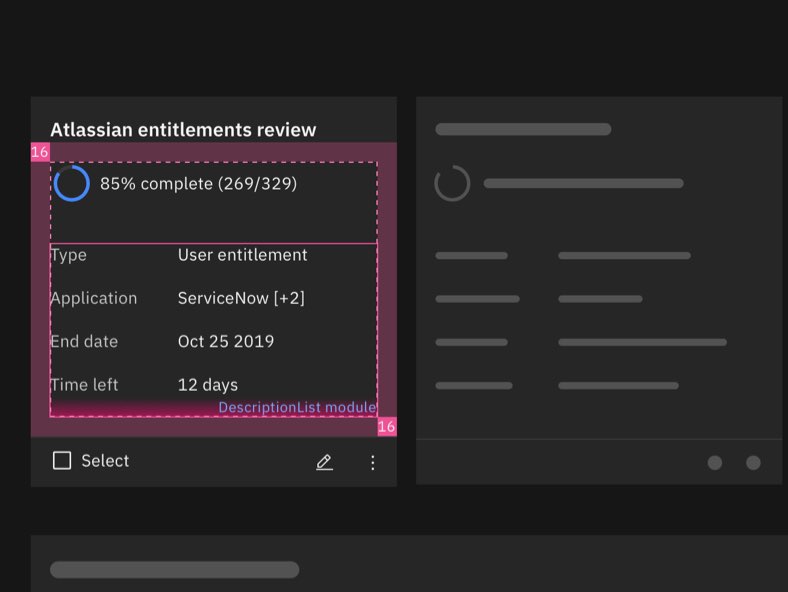 Atlassian entitlements review
16
85% complete (269/329)
Type User entitlement
Application ServiceNow [+2]
End date Oct 25 2019
Time left 12 days
DescriptionList module
16
Select